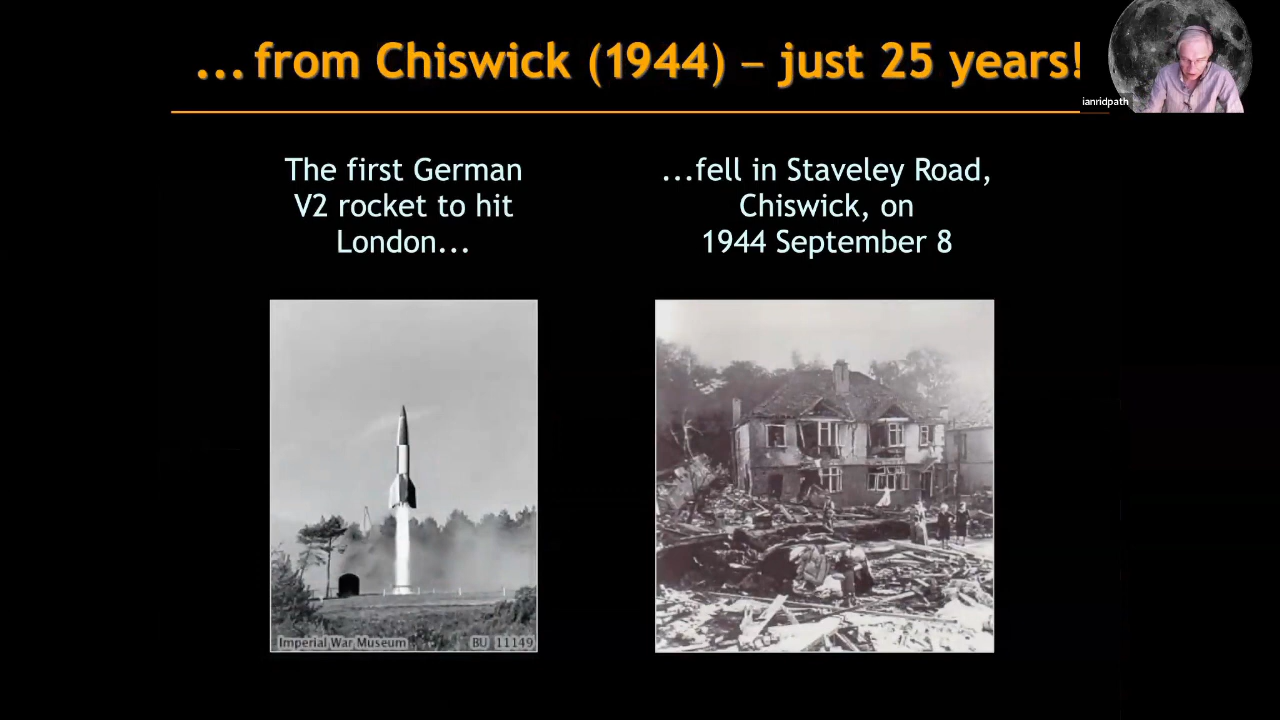 ...from Chiswick (1944) – just 25 years!
ianridpath
The first German
V2 rocket to hit
London...
...fell in Staveley Road,
Chiswick, on
1944 September 8
Imperial War Museum
BU 11149